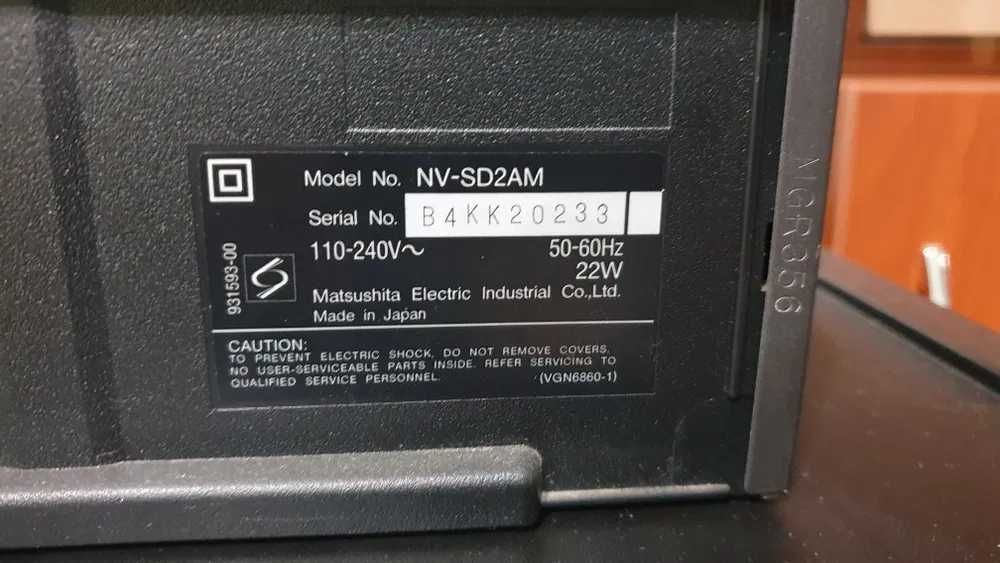 Model No. NV-SD2AM
Serial No. B4KK20233
110-240V~ 50-60Hz
22W
931593-00
Matsushita Electric Industrial Co.,Ltd.
Made in Japan
CAUTION:
TO PREVENT ELECTRIC SHOCK, DO NOT REMOVE COVERS.
NO USER-SERVICEABLE PARTS INSIDE. REFER SERVICING TO
QUALIFIED SERVICE PERSONNEL. (VGN6860-1)
MGR356